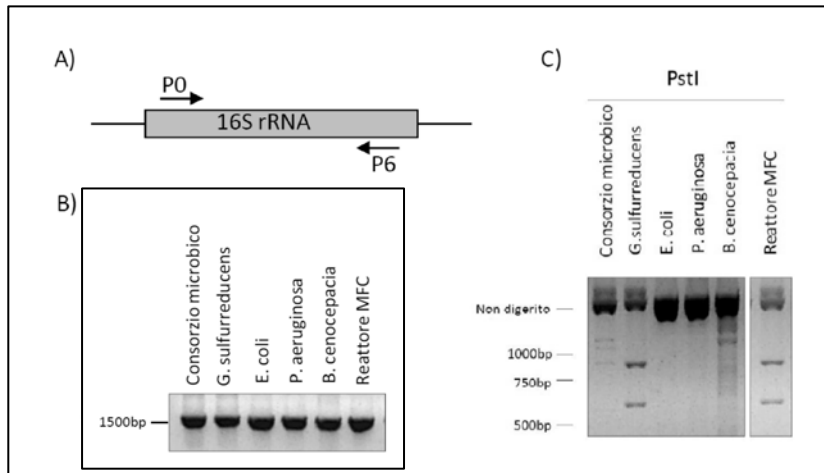 A)
P0
16S rRNA
P6
B)
Consorzio microbico
G. sulfurreducens
E. coli
P. aeruginosa
B. cenocepacia
Reattore MFC
1500bp
C)
PstI
Consorzio microbico
G.sulfurreducens
E. coli
P. aeruginosa
B. cenocepacia
Reattore MFC
Non digerito
1000bp
750bp
500bp